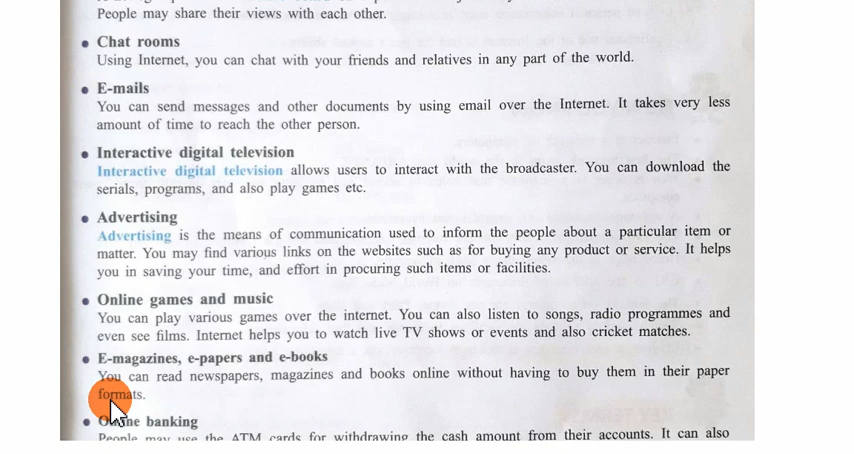 People may share their views with each other.
• Chat rooms
Using Internet, you can chat with your friends and relatives in any part of the world.
• E-mails
You can send messages and other documents by using email over the Internet. It takes very less
amount of time to reach the other person.
• Interactive digital television
Interactive digital television allows users to interact with the broadcaster. You can download the
serials, programs, and also play games etc.
• Advertising
Advertising is the means of communication used to inform the people about a particular item or
matter. You may find various links on the websites such as for buying any product or service. It helps
you in saving your time, and effort in procuring such items or facilities.
• Online games and music
You can play various games over the internet. You can also listen to songs, radio programmes and
even see films. Internet helps you to watch live TV shows or events and also cricket matches.
• E-magazines, e-papers and e-books
You can read newspapers, magazines and books online without having to buy them in their paper
formats.
• Online banking
People may use the ATM cards for withdrawing the cash amount from their accounts. It can also